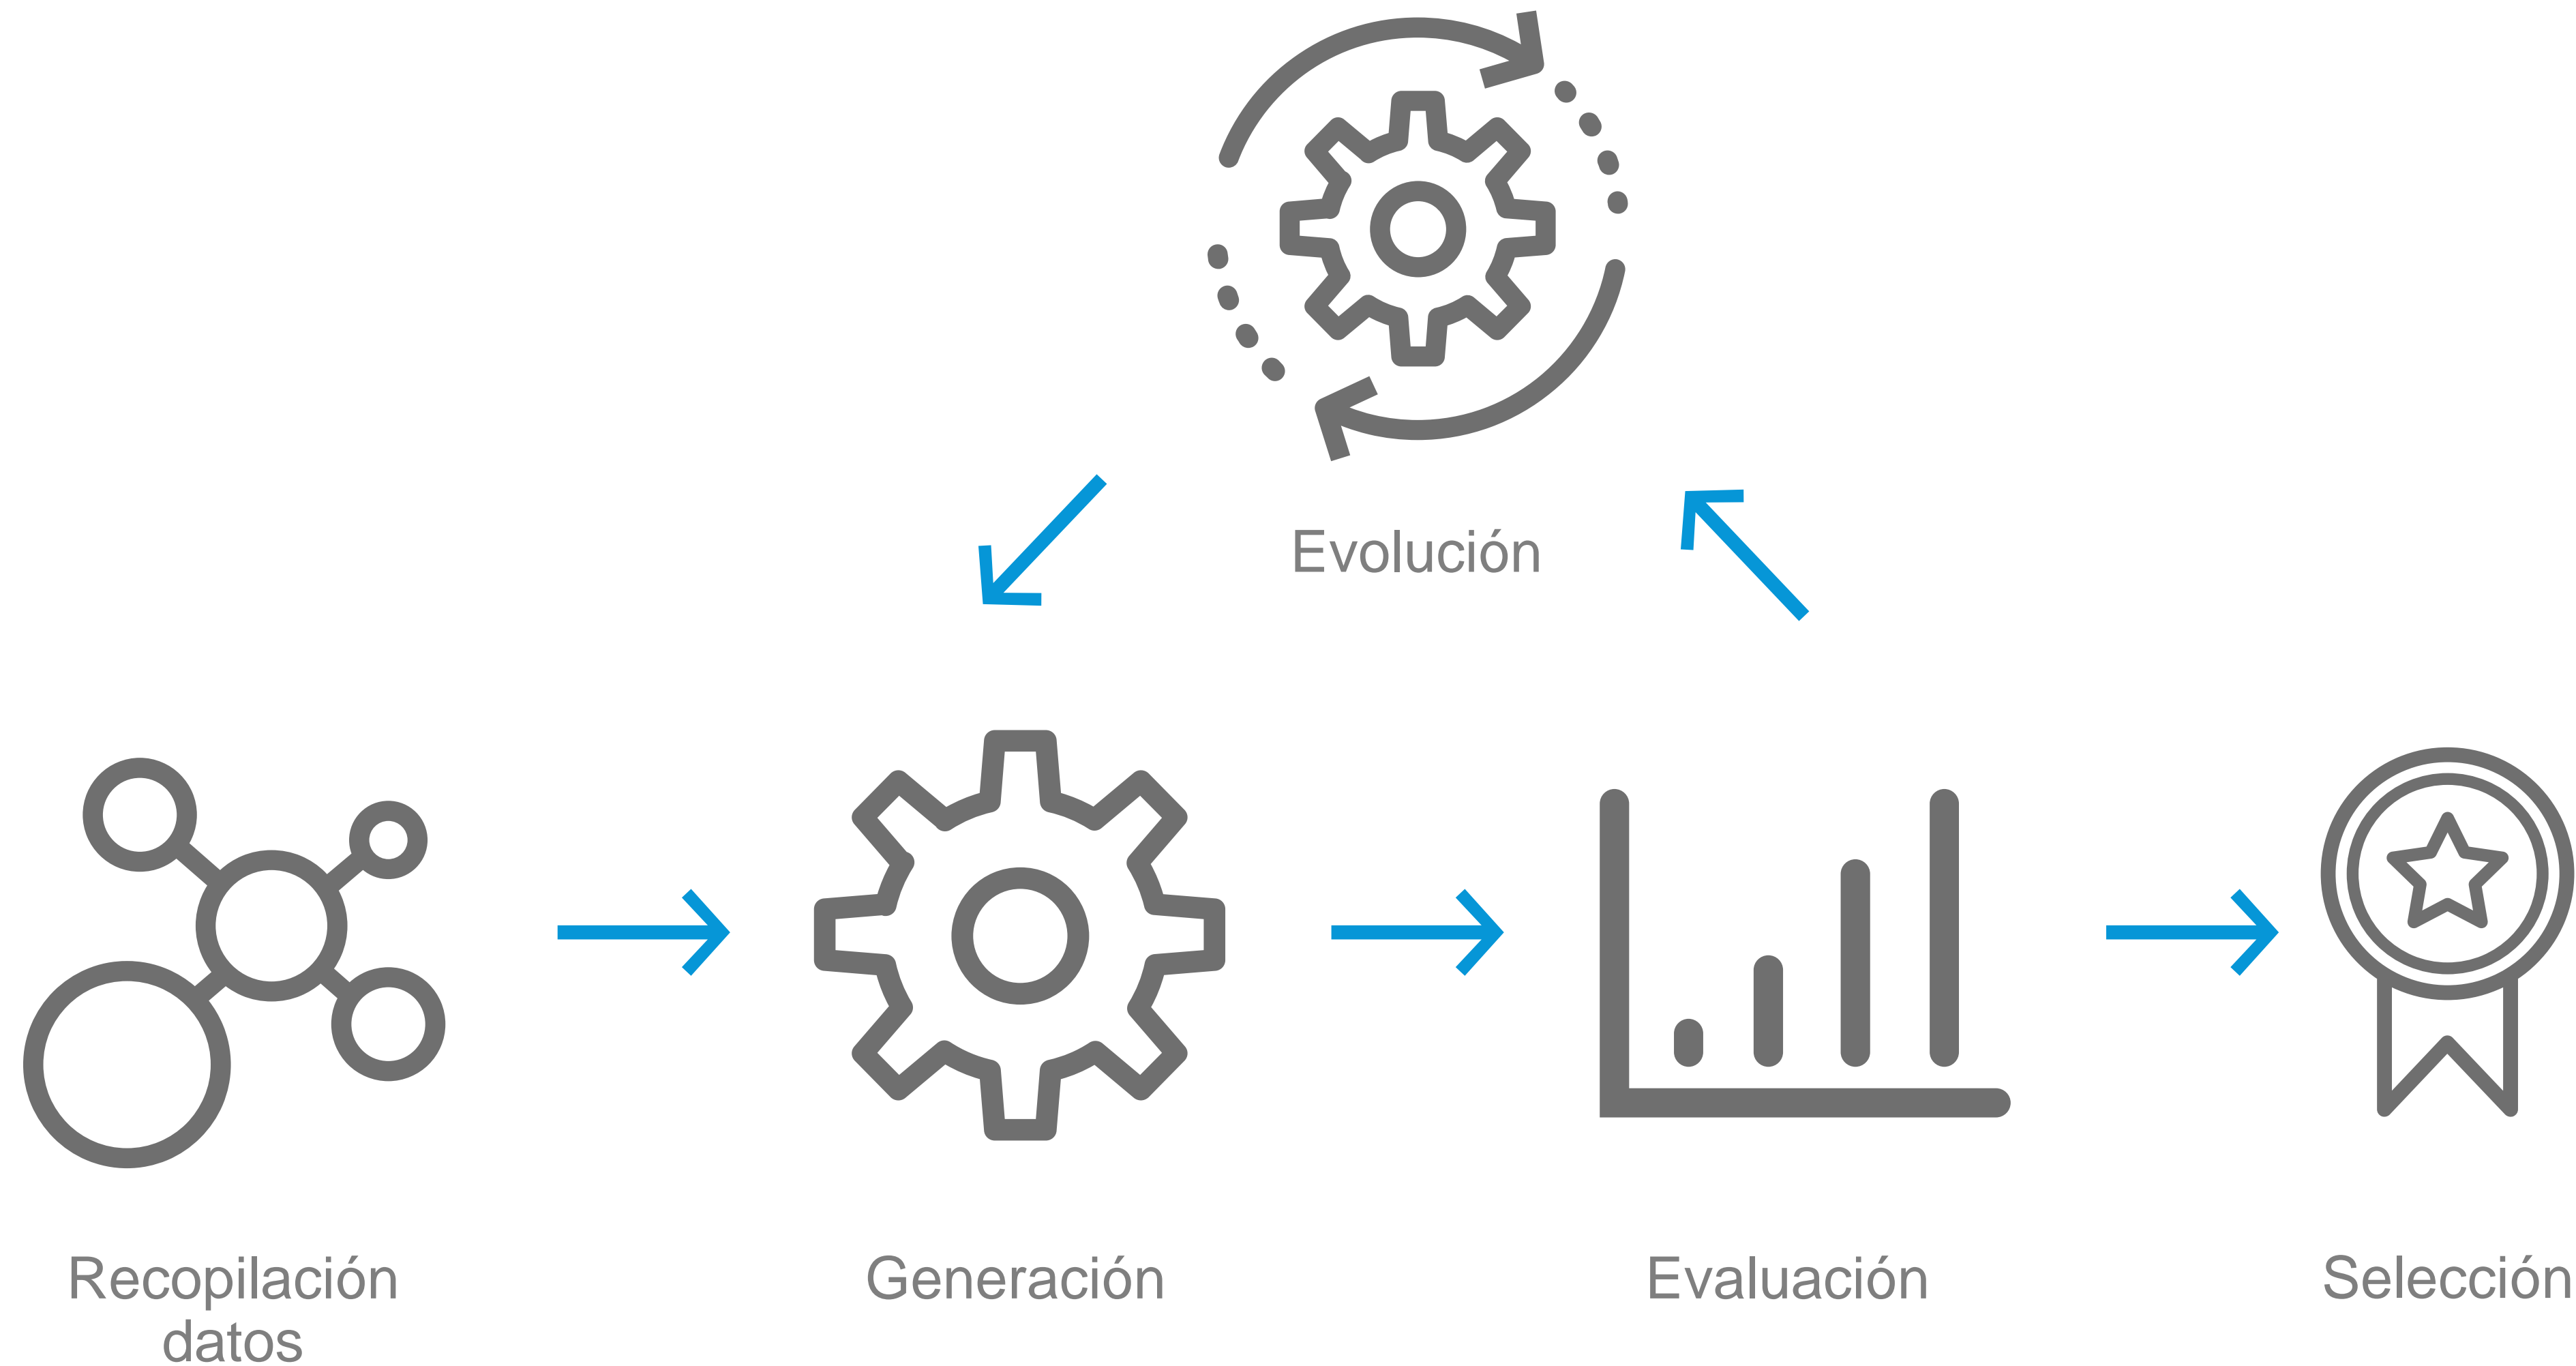 Evolución
Recopilación
datos
Generación
Evaluación
Selección